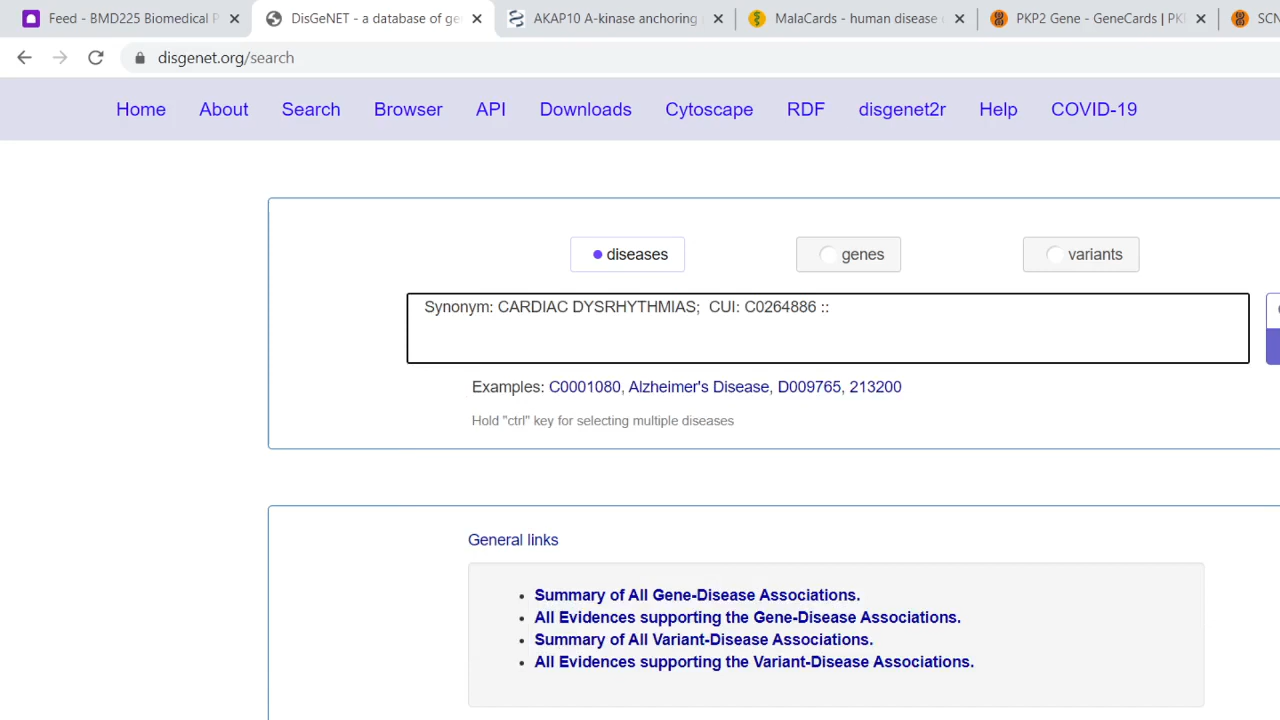 Feed - BMD225 Biomedical P
DisGeNET - a database of ge
AKAP10 A-kinase anchoring
MalaCards - human disease
PKP2 Gene - GeneCards | PK
SCN
disgenet.org/search
Home About Search Browser API Downloads Cytoscape RDF disgenet2r Help COVID-19
diseases genes variants
Synonym: CARDIAC DYSRHYTHMIAS; CUI: C0264886 ::
Examples: C0001080, Alzheimer's Disease, D009765, 213200
Hold "ctrl" key for selecting multiple diseases
General links
Summary of All Gene-Disease Associations.
All Evidences supporting the Gene-Disease Associations.
Summary of All Variant-Disease Associations.
All Evidences supporting the Variant-Disease Associations.